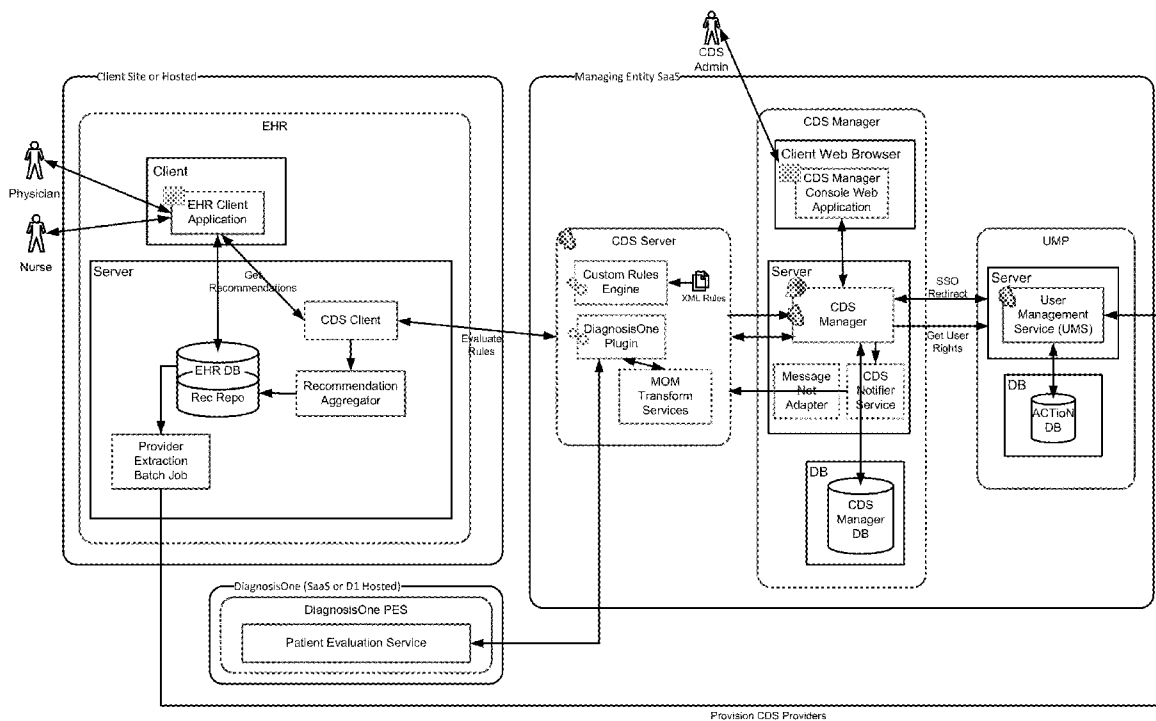 CDS
Admin
Client Site or Hosted
Managing Entity SaaS
EHR
CDS Manager
Physician
Nurse
Client
EHR Client
Application
Client Web Browser
CDS Manager
Console Web
Application
Server
Get
Recommendations
CDS Client
EHR DB
Rec Repo
Recommendation
Aggregator
Provider
Extraction
Batch Job
Evaluate
Rules
CDS Server
Custom Rules
Engine
XML Rules
DiagnosisOne
Plugin
MOM
Transform
Services
Server
CDS
Manager
Message
Net
Adapter
CDS
Notifier
Service
DB
CDS
Manager
DB
SSO
Redirect
Get User
Rights
UMP
Server
User
Management
Service (UMS)
DB
ACTioN
DB
DiagnosisOne (SaaS or D1 Hosted)
DiagnosisOne PES
Patient Evaluation Service
Provision CDS Providers